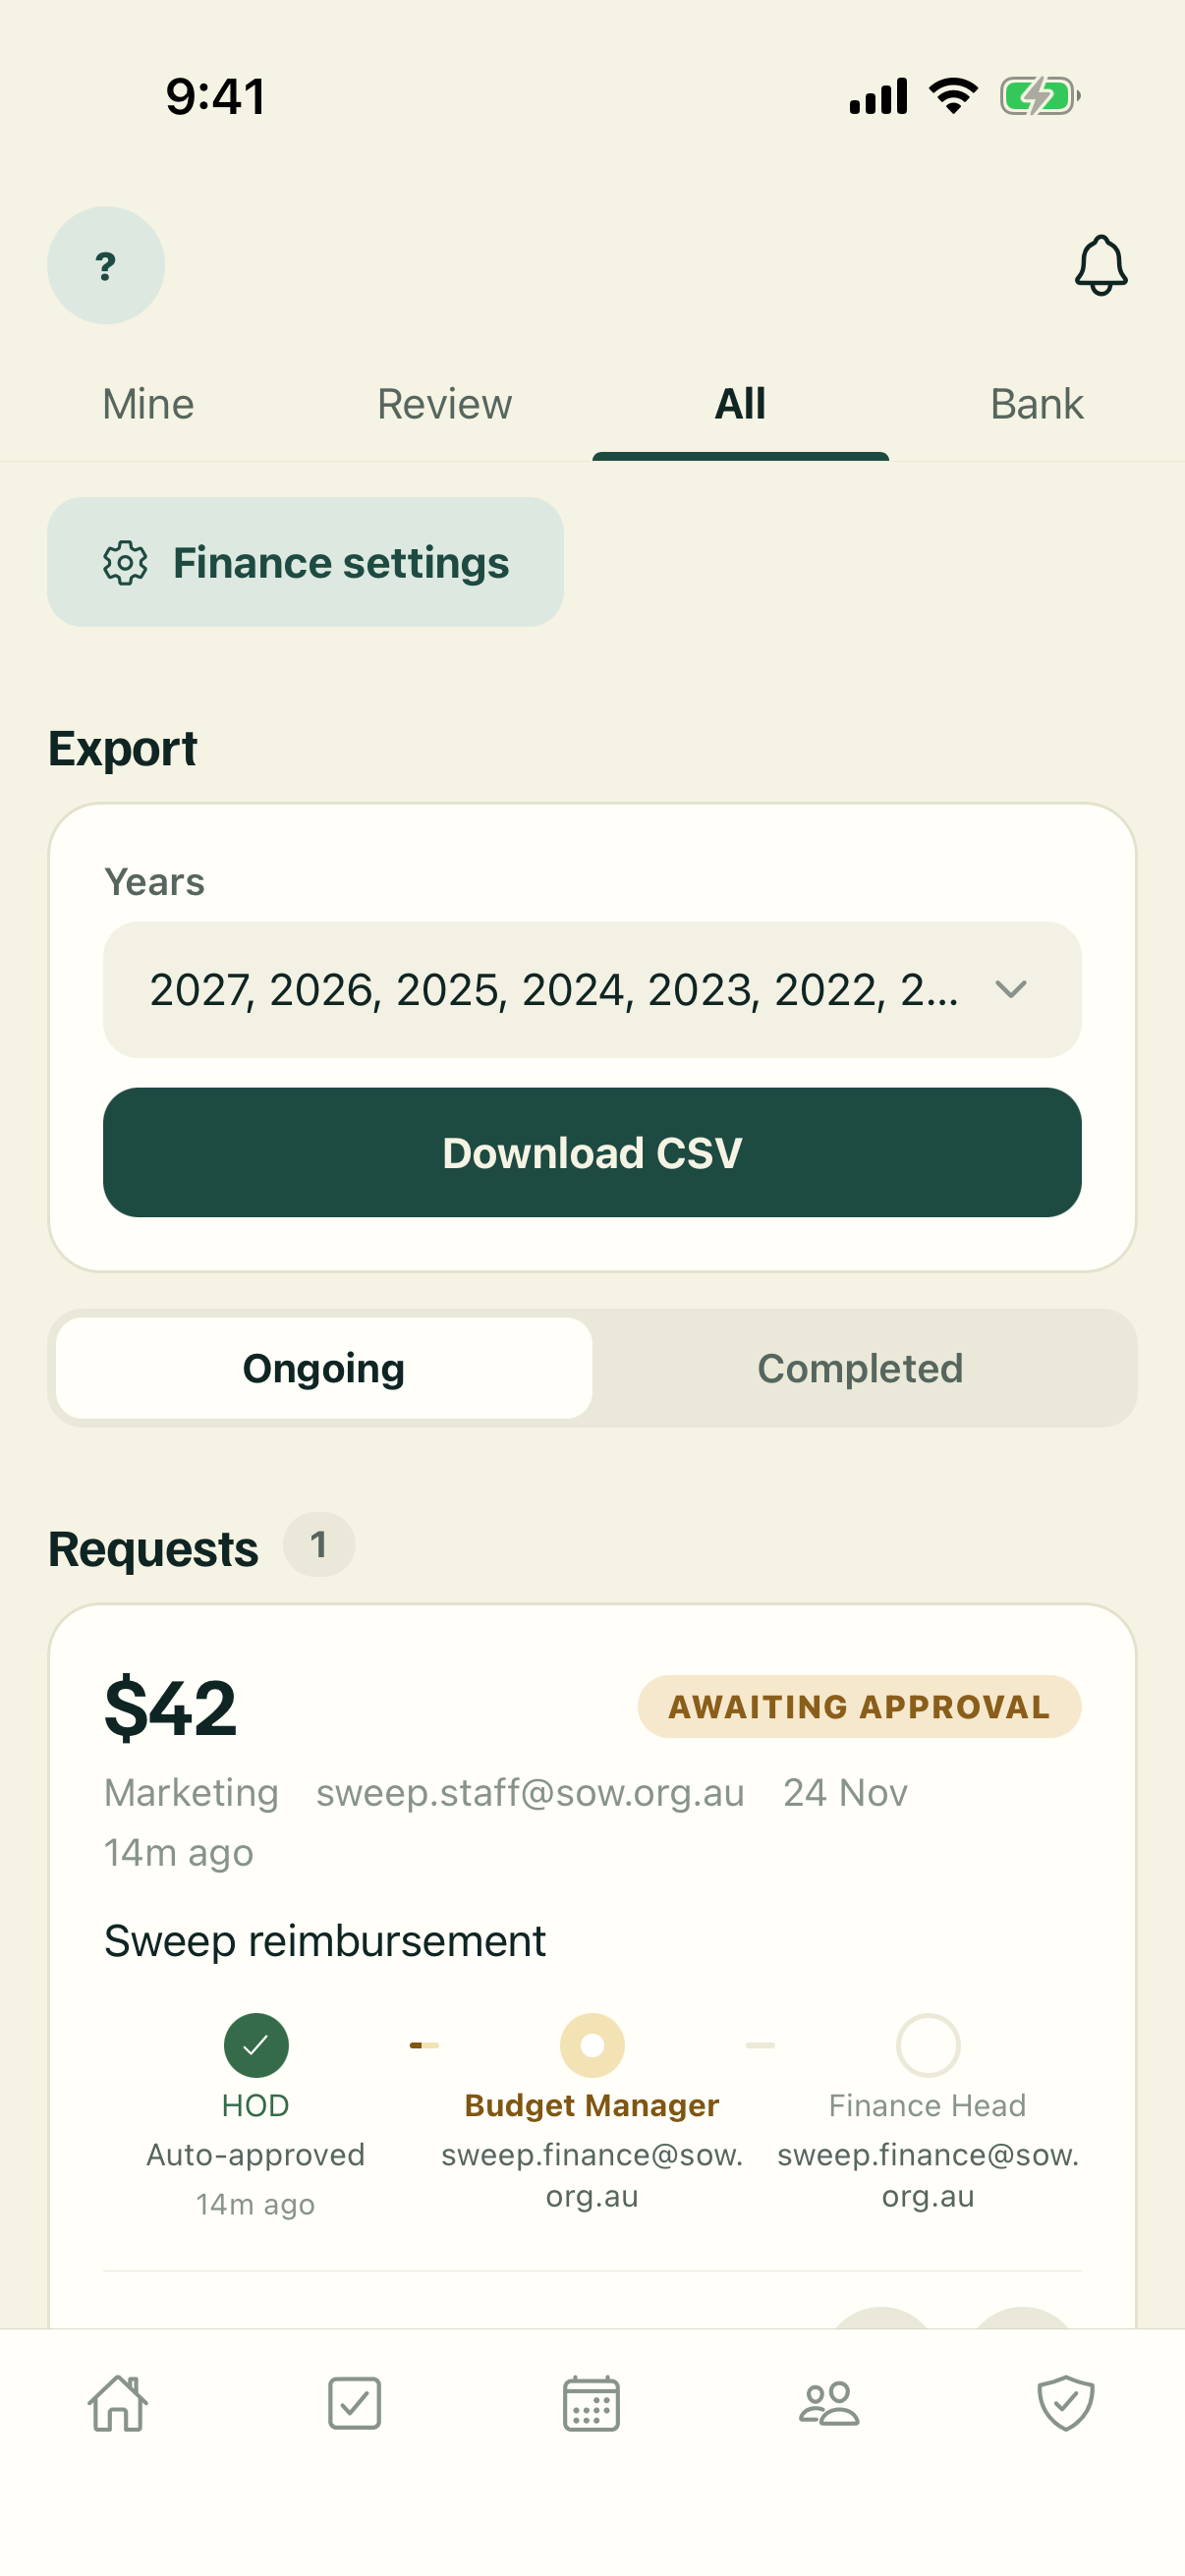 9:41
?
Mine Review All Bank
Finance settings
Export
Years
2027, 2026, 2025, 2024, 2023, 2022, 2...
Download CSV
Ongoing Completed
Requests 1
$42 AWAITING APPROVAL
Marketing sweep.staff@sow.org.au 24 Nov
14m ago
Sweep reimbursement
HOD Budget Manager Finance Head
Auto-approved sweep.finance@sow. sweep.finance@sow.
14m ago org.au org.au